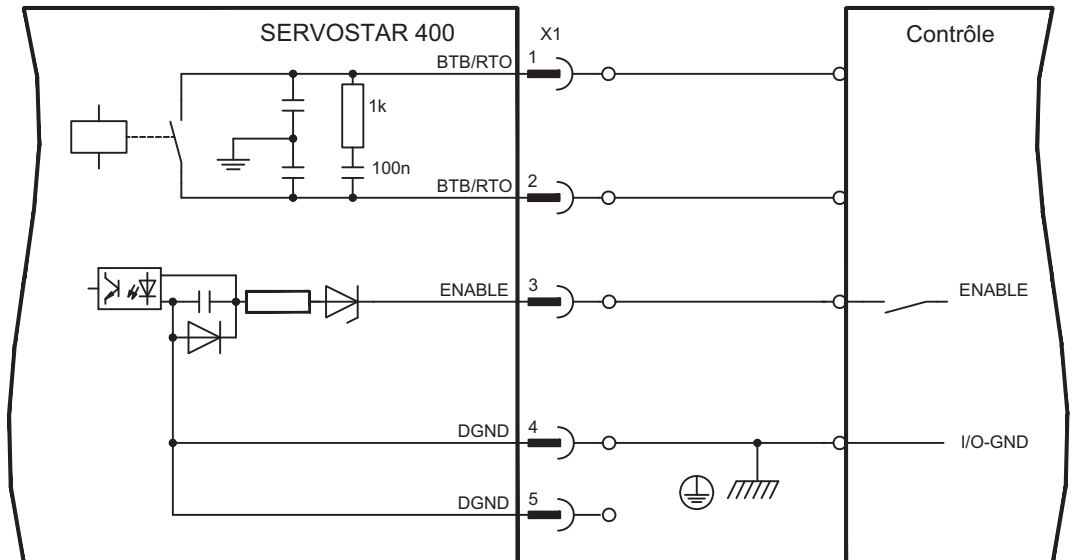 SERVOSTAR 400
X1
Contrôle
BTB/RTO
1
1k
100n
BTB/RTO
2
ENABLE
3
ENABLE
DGND
4
I/O-GND
DGND
5